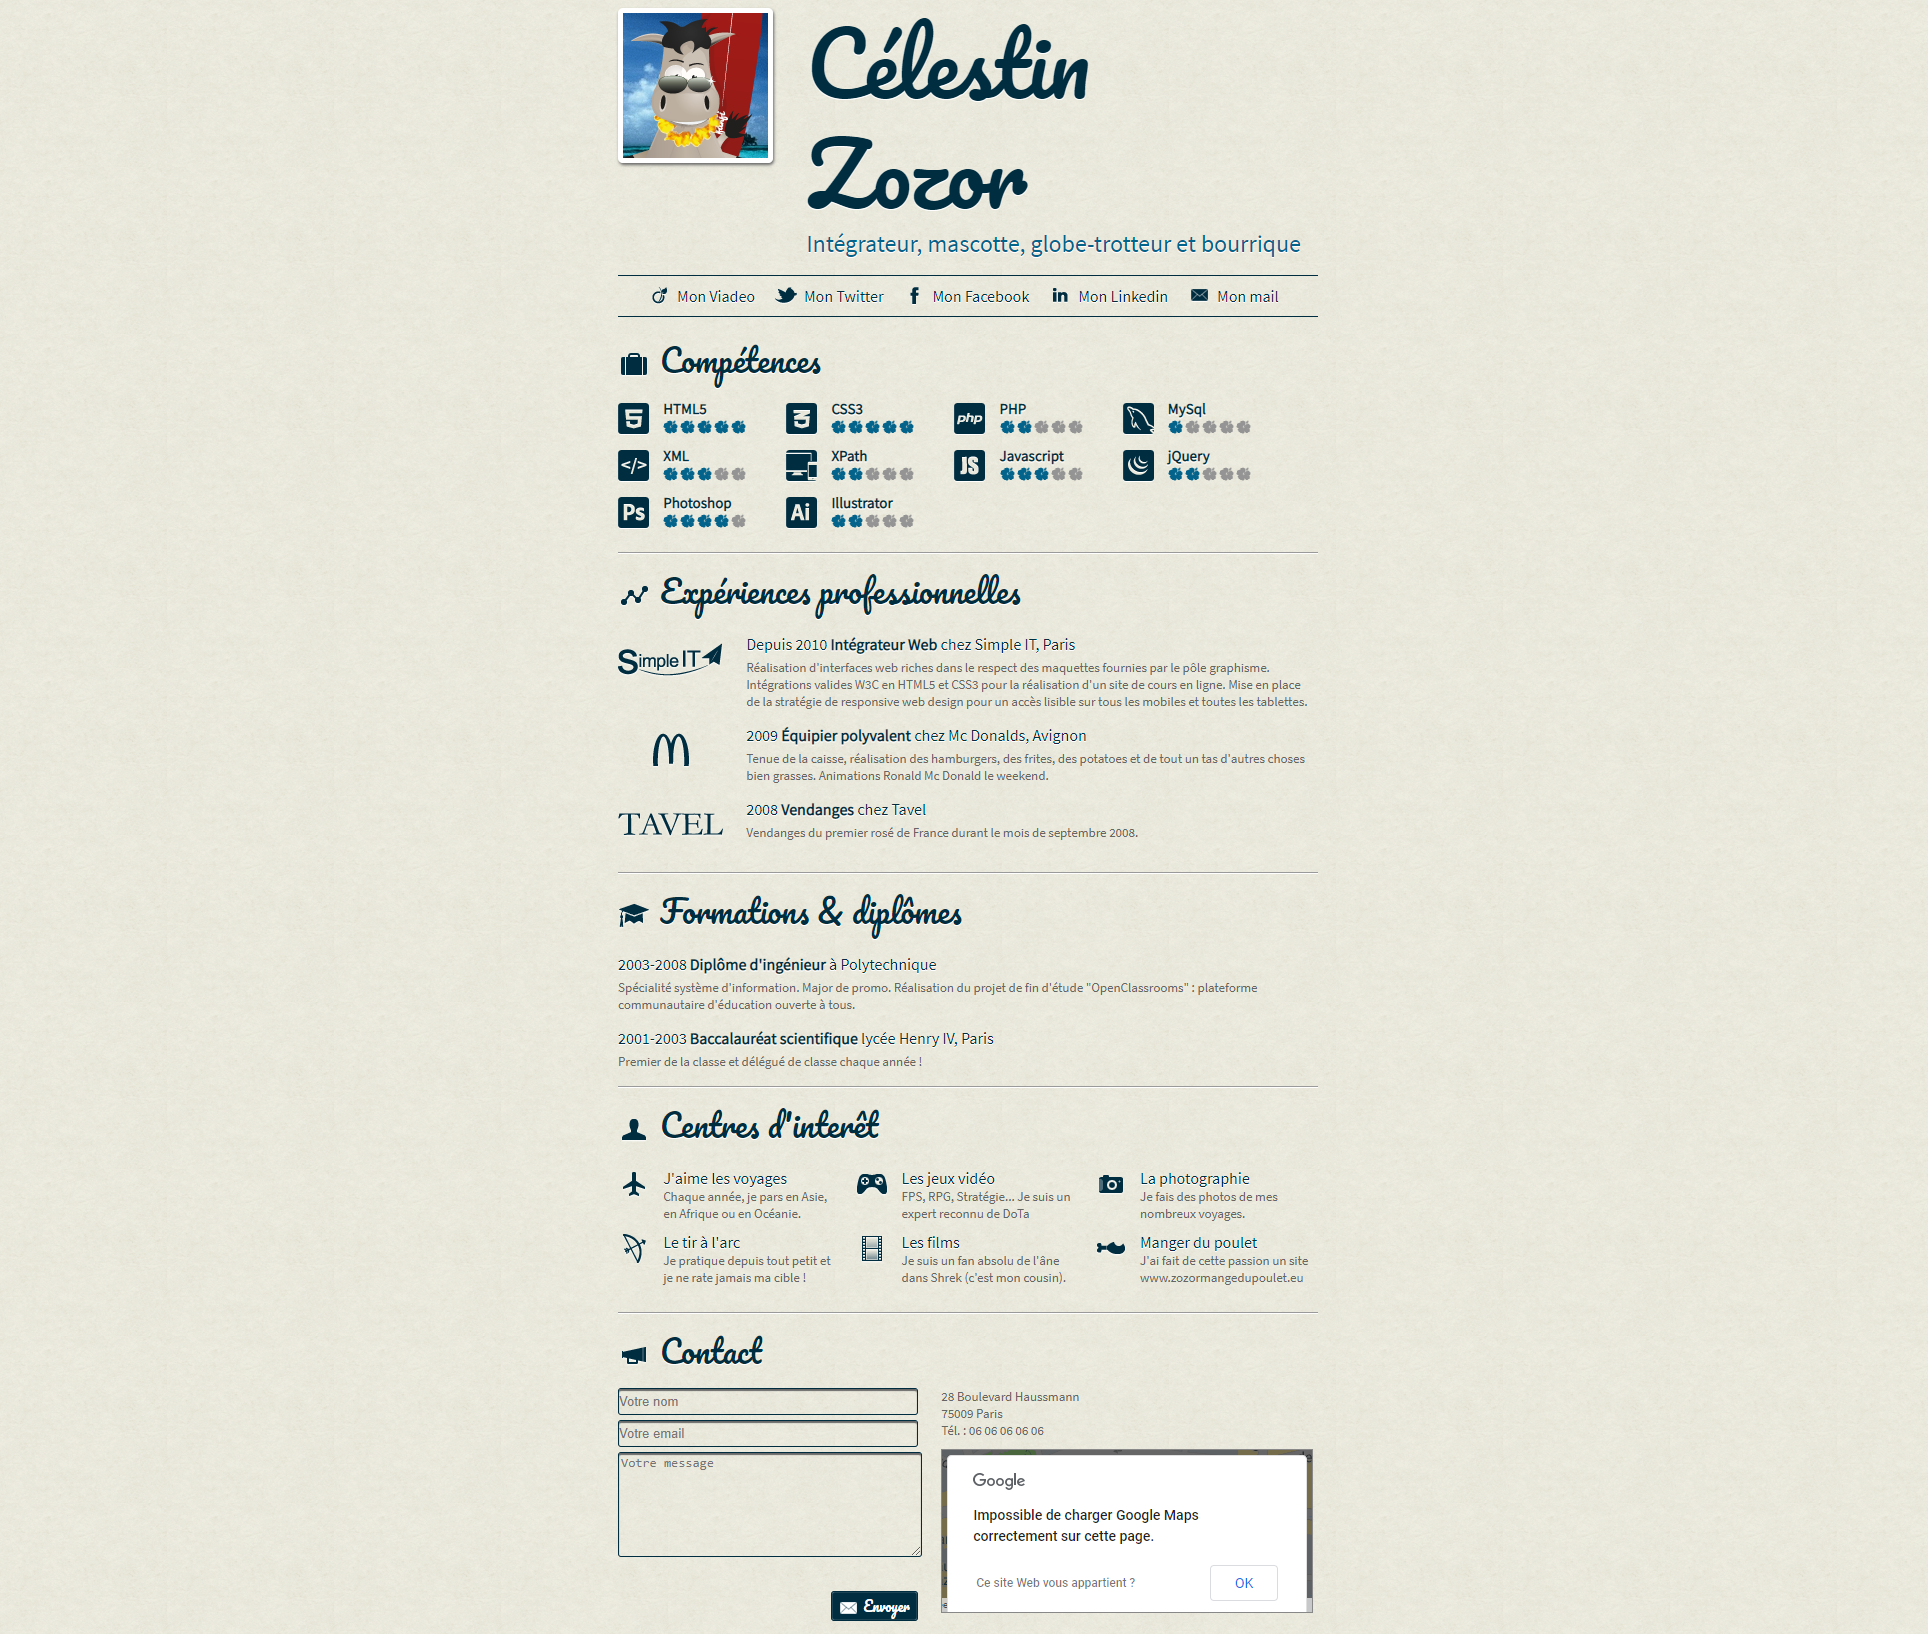 Célestin
Zozor
Intégrateur, mascotte, globe-trotteur et bourrique
Mon Viadeo Mon Twitter Mon Facebook Mon Linkedin Mon mail
Compétences
HTML5 CSS3 php PHP MySql
</> XML XPath JS Javascript jQuery
Ps Photoshop Ai Illustrator
Expériences professionnelles
Simple IT
Depuis 2010 Intégrateur Web chez Simple IT, Paris
Réalisation d'interfaces web riches dans le respect des maquettes fournies par le pôle graphisme.
Intégrations valides W3C en HTML5 et CSS3 pour la réalisation d'un site de cours en ligne. Mise en place
de la stratégie de responsive web design pour un accès lisible sur tous les mobiles et toutes les tablettes.
2009 Équipier polyvalent chez Mc Donalds, Avignon
Tenue de la caisse, réalisation des hamburgers, des frites, des potatoes et de tout un tas d'autres choses
bien grasses. Animations Ronald Mc Donald le weekend.
TAVEL
2008 Vendanges chez Tavel
Vendanges du premier rosé de France durant le mois de septembre 2008.
Formations & diplômes
2003-2008 Diplôme d'ingénieur à Polytechnique
Spécialité système d'information. Major de promo. Réalisation du projet de fin d'étude "OpenClassrooms" : plateforme
communautaire d'éducation ouverte à tous.
2001-2003 Baccalauréat scientifique lycée Henry IV, Paris
Premier de la classe et délégué de classe chaque année !
Centres d'interêt
J'aime les voyages
Chaque année, je pars en Asie,
en Afrique ou en Océanie.
Les jeux vidéo
FPS, RPG, Stratégie... Je suis un
expert reconnu de DoTa
La photographie
Je fais des photos de mes
nombreux voyages.
Le tir à l'arc
Je pratique depuis tout petit et
je ne rate jamais ma cible !
Les films
Je suis un fan absolu de l'âne
dans Shrek (c'est mon cousin).
Manger du poulet
J'ai fait de cette passion un site
www.zozormangedupoulet.eu
Contact
Votre nom
Votre email
Votre message
Envoyer
28 Boulevard Haussmann
75009 Paris
Tél. : 06 06 06 06 06
Google
Impossible de charger Google Maps
correctement sur cette page.
Ce site Web vous appartient ?
OK